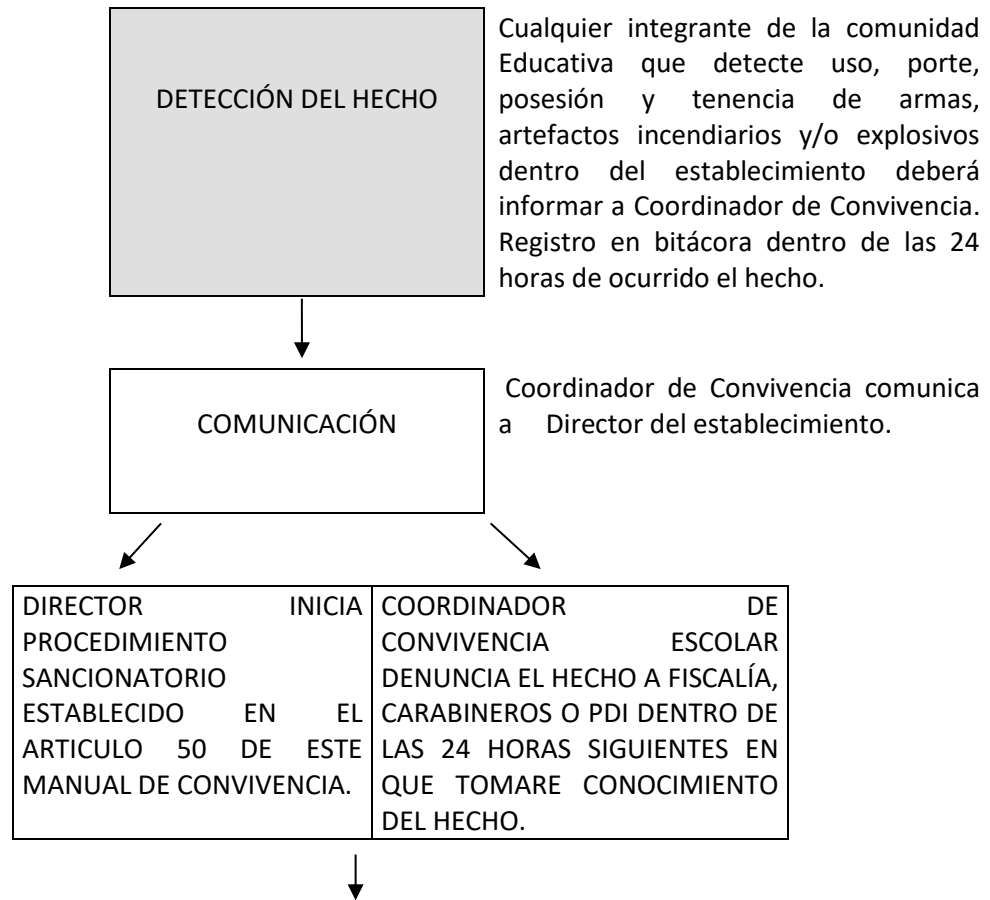 DETECCIÓN DEL HECHO
Cualquier integrante de la comunidad
Educativa que detecte uso, porte,
posesión y tenencia de armas,
artefactos incendiarios y/o explosivos
dentro del establecimiento deberá
informar a Coordinador de Convivencia.
Registro en bitácora dentro de las 24
horas de ocurrido el hecho.
COMUNICACIÓN
Coordinador de Convivencia comunica
a Director del establecimiento.
DIRECTOR INICIA
PROCEDIMIENTO
SANCIONATORIO
ESTABLECIDO EN EL
ARTICULO 50 DE ESTE
MANUAL DE CONVIVENCIA.
COORDINADOR DE
CONVIVENCIA ESCOLAR
DENUNCIA EL HECHO A FISCALÍA,
CARABINEROS O PDI DENTRO DE
LAS 24 HORAS SIGUIENTES EN
QUE TOMARE CONOCIMIENTO
DEL HECHO.